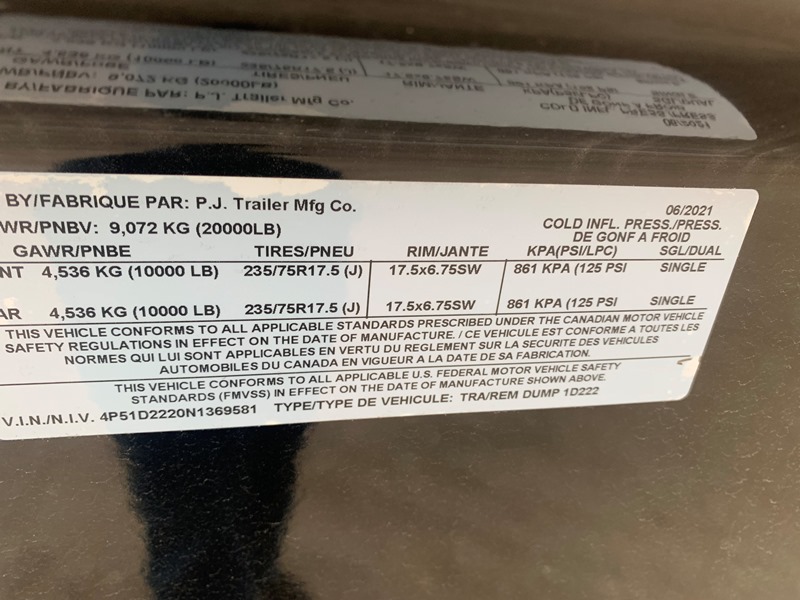 BY/FABRIQUE PAR: P.J. Trailer Mfg Co. 06/2021
WR/PNBV: 9,072 KG (20000LB) COLD INFL. PRESS./PRESS.
DE GONF A FROID
GAWR/PNBE TIRES/PNEU RIM/JANTE KPA(PSI/LPC) SGL/DUAL
NT 4,536 KG (10000 LB) 235/75R17.5 (J) 17.5x6.75SW 861 KPA (125 PSI SINGLE
AR 4,536 KG (10000 LB) 235/75R17.5 (J) 17.5x6.75SW 861 KPA (125 PSI SINGLE
THIS VEHICLE CONFORMS TO ALL APPLICABLE STANDARDS PRESCRIBED UNDER THE CANADIAN MOTOR VEHICLE
SAFETY REGULATIONS IN EFFECT ON THE DATE OF MANUFACTURE. / CE VEHICULE EST CONFORME A TOUTES LES
NORMES QUI LUI SONT APPLICABLES EN VERTU DU REGLEMENT SUR LA SECURITE DES VEHICULES
AUTOMOBILES DU CANADA EN VIGUEUR A LA DATE DE SA FABRICATION.
THIS VEHICLE CONFORMS TO ALL APPLICABLE U.S. FEDERAL MOTOR VEHICLE SAFETY
STANDARDS (FMVSS) IN EFFECT ON THE DATE OF MANUFACTURE SHOWN ABOVE.
V.I.N./N.I.V. 4P51D2220N1369581 TYPE/TYPE DE VEHICULE: TRA/REM DUMP 1D222